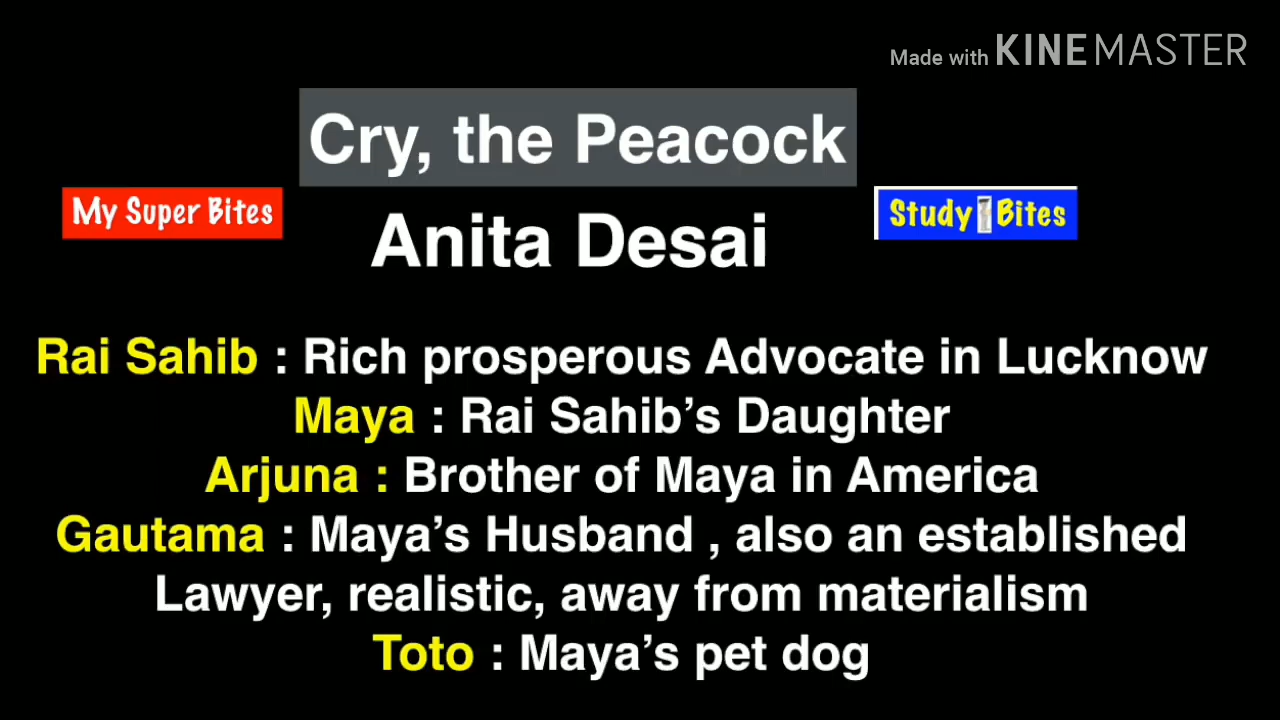 Made with KINEMASTER
Cry, the Peacock
My Super Bites
Study Bites
Anita Desai
Rai Sahib : Rich prosperous Advocate in Lucknow
Maya : Rai Sahib’s Daughter
Arjuna : Brother of Maya in America
Gautama : Maya’s Husband , also an established
Lawyer, realistic, away from materialism
Toto : Maya’s pet dog